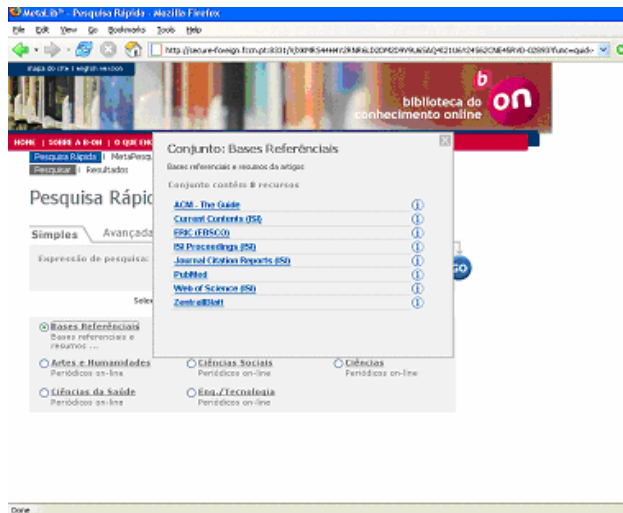 MetaLib® - Pesquisa Rápida - Mozilla Firefox
File Edit View Go Bookmarks Tools Help
mapa do site | english version
b on
biblioteca do
conhecimento online
HOME | SOBRE A B-ON | O QUE
Pesquisa Rápida | MetaPesq
Pesquisar | Resultados
Pesquisa Rápic
Simples Avançada
Expressão de pesquisa:
GO
Selec
Conjunto: Bases Referênciais
Bases referenciais e resumos de artigos
Conjunto contém 8 recursos
ACM - The Guide
Current Contents (ISI)
ERIC (EBSCO)
ISI Proceedings (ISI)
Journal Citation Reports (ISI)
PubMed
Web of Science (ISI)
ZentralBlatt
Bases Referênciais
Bases referenciais e
resumos ...
Artes e Humanidades
Periódicos on-line
Ciências Sociais
Periódicos on-line
Ciências
Periódicos on-line
Ciências da Saúde
Periódicos on-line
Eng./Tecnologia
Periódicos on-line
Done